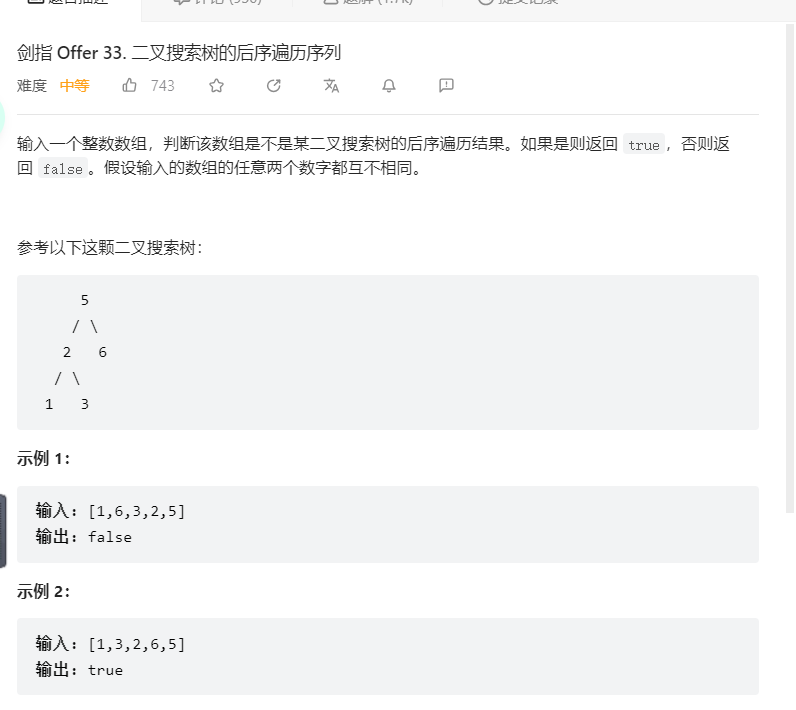 剑指 Offer 33. 二叉搜索树的后序遍历序列
难度 中等 743
输入一个整数数组，判断该数组是不是某二叉搜索树的后序遍历结果。如果是则返回 true，否则返
回 false。假设输入的数组的任意两个数字都互不相同。
参考以下这颗二叉搜索树：
5
/ \
2 6
/ \
1 3
示例 1：
输入：[1,6,3,2,5]
输出：false
示例 2：
输入：[1,3,2,6,5]
输出：true